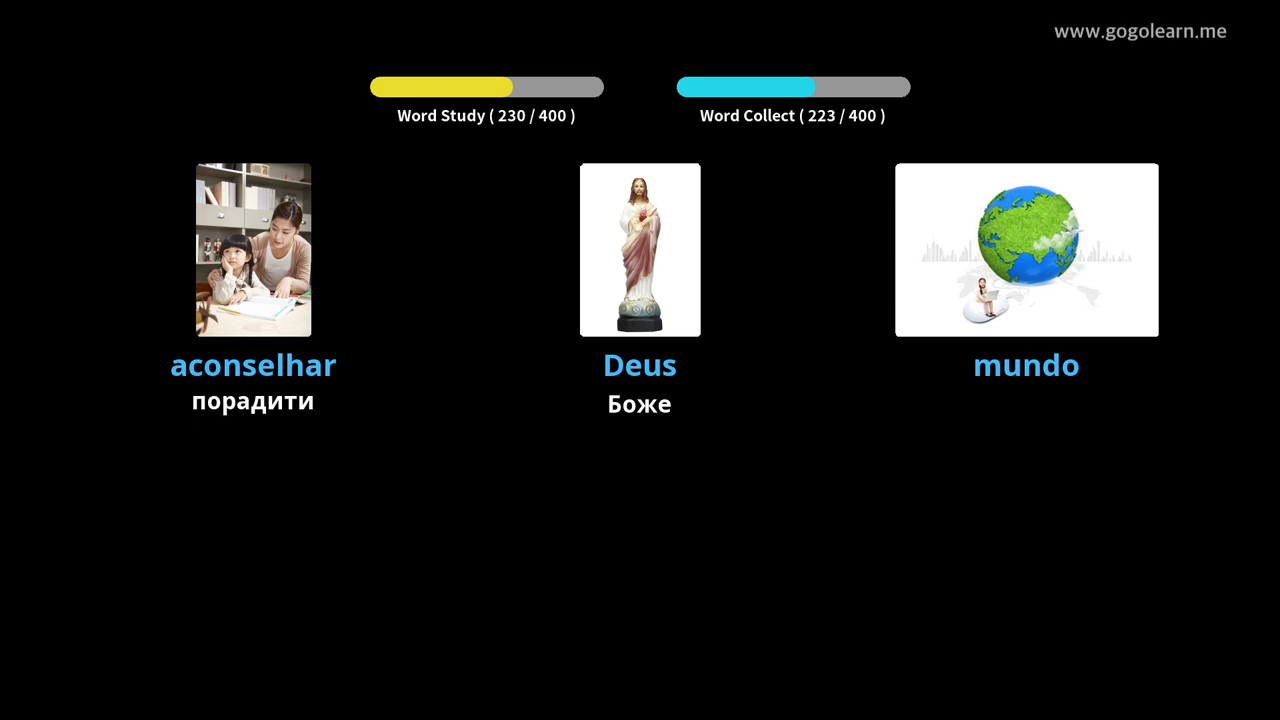 www.gogolearn.me
Word Study ( 230 / 400 )
Word Collect ( 223 / 400 )
aconselhar
порадити
Deus
Боже
mundo